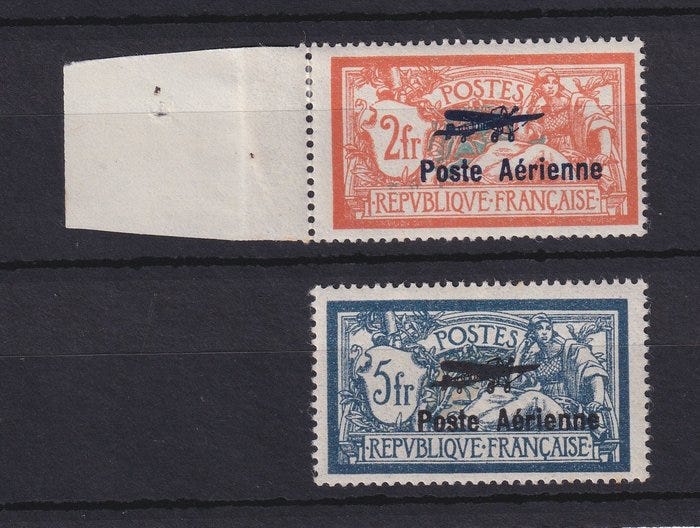 POSTES
2fr
Poste Aérienne
REPVBLIQVE·FRANÇAISE
POSTES
5fr
Poste Aérienne
REPVBLIQVE·FRANÇAISE